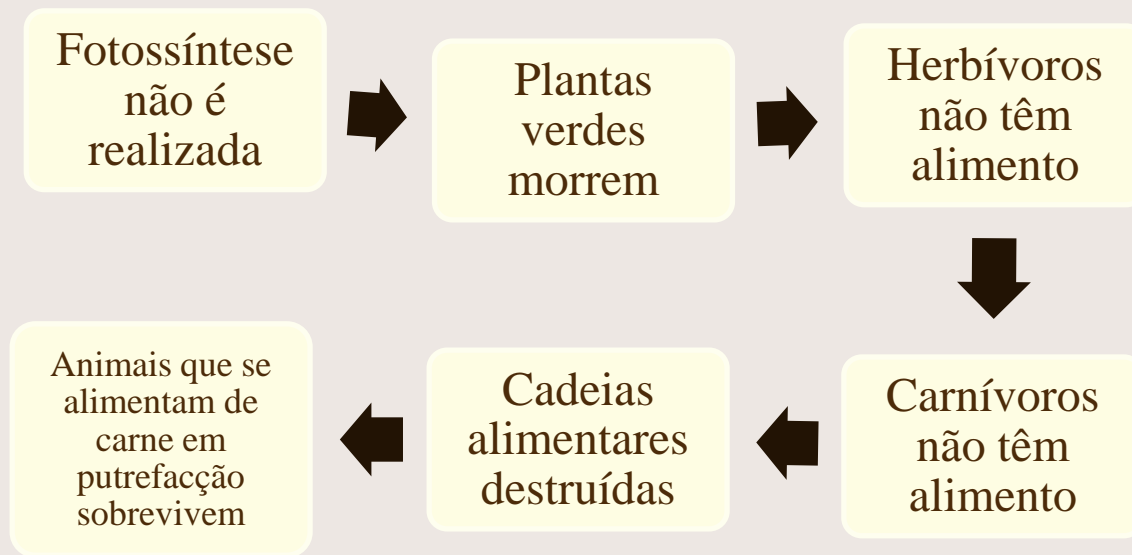 Fotossíntese
não é
realizada
Plantas
verdes
morrem
Herbívoros
não têm
alimento
Carnívoros
não têm
alimento
Cadeias
alimentares
destruídas
Animais que se
alimentam de
carne em
putrefacção
sobrevivem